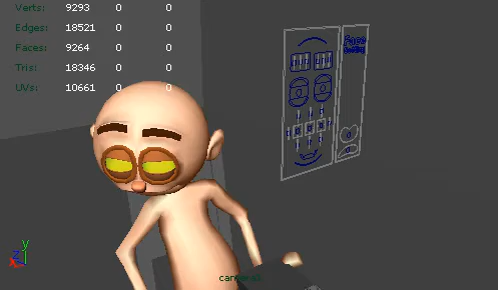 Verts: 9293 0 0
Edges: 18521 0 0
Faces: 9264 0 0
Tris: 18346 0 0
UVs: 10661 0 0
face
y
z
x